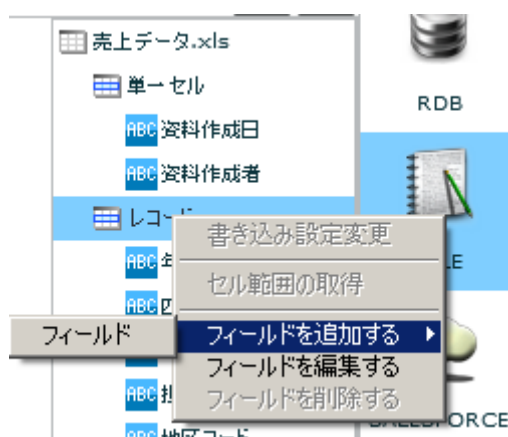 売上データ.xls
単一セル
ABC 資料作成日
ABC 資料作成者
レコード
ABC
ABC
ABC
RDB
書き込み設定変更
セル範囲の取得
フィールドを追加する
フィールドを編集する
フィールドを削除する
フィールド